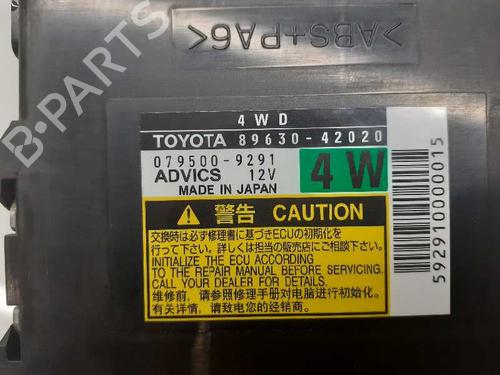 >ABS+PA6<
4WD
TOYOTA 89630-42020
079500-9291
ADVICS 12V
4W
MADE IN JAPAN
警告 CAUTION
交換時は必ず修理書に基づきECUの初期化を
行って下さい。詳しくは担当の販売店にご相談下さい。
INITIALIZE THE ECU ACCORDING
TO THE REPAIR MANUAL BEFORE SERVICING.
CALL YOUR DEALER FOR DETAILS.
维修前，请参照修理手册对电脑进行初始化。
有关详情，请致电您的经销商。
5929100000015
B-PARTS